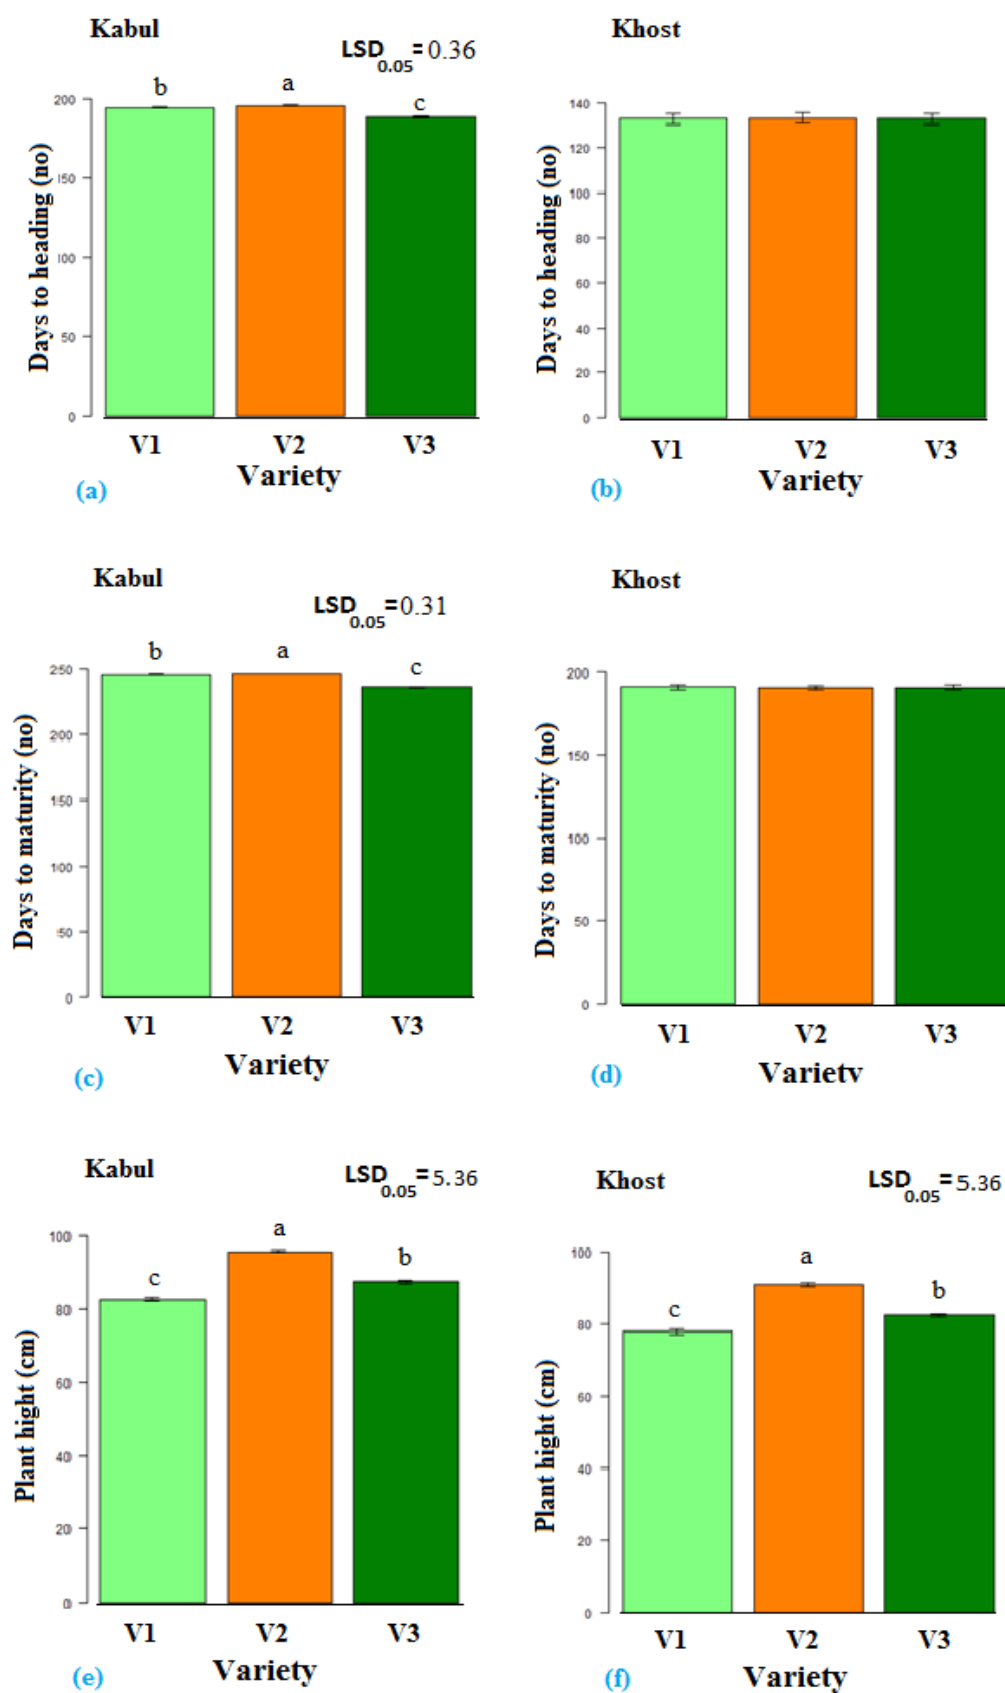 Kabul
LSD0.05=0.36
b a c
200
150
100
50
0
Days to heading (no)
V1 V2 V3
Variety
(a)
Khost
140
120
100
80
60
40
20
0
Days to heading (no)
V1 V2 V3
Variety
(b)
Kabul
LSD0.05=0.31
b a c
250
200
150
100
50
0
Days to maturity (no)
V1 V2 V3
Variety
(c)
Khost
200
150
100
50
0
Days to maturity (no)
V1 V2 V3
Variety
(d)
Kabul
LSD0.05=5.36
c a b
100
80
60
40
20
0
Plant hight (cm)
V1 V2 V3
Variety
(e)
Khost
LSD0.05=5.36
c a b
100
80
60
40
20
0
Plant hight (cm)
V1 V2 V3
Variety
(f)